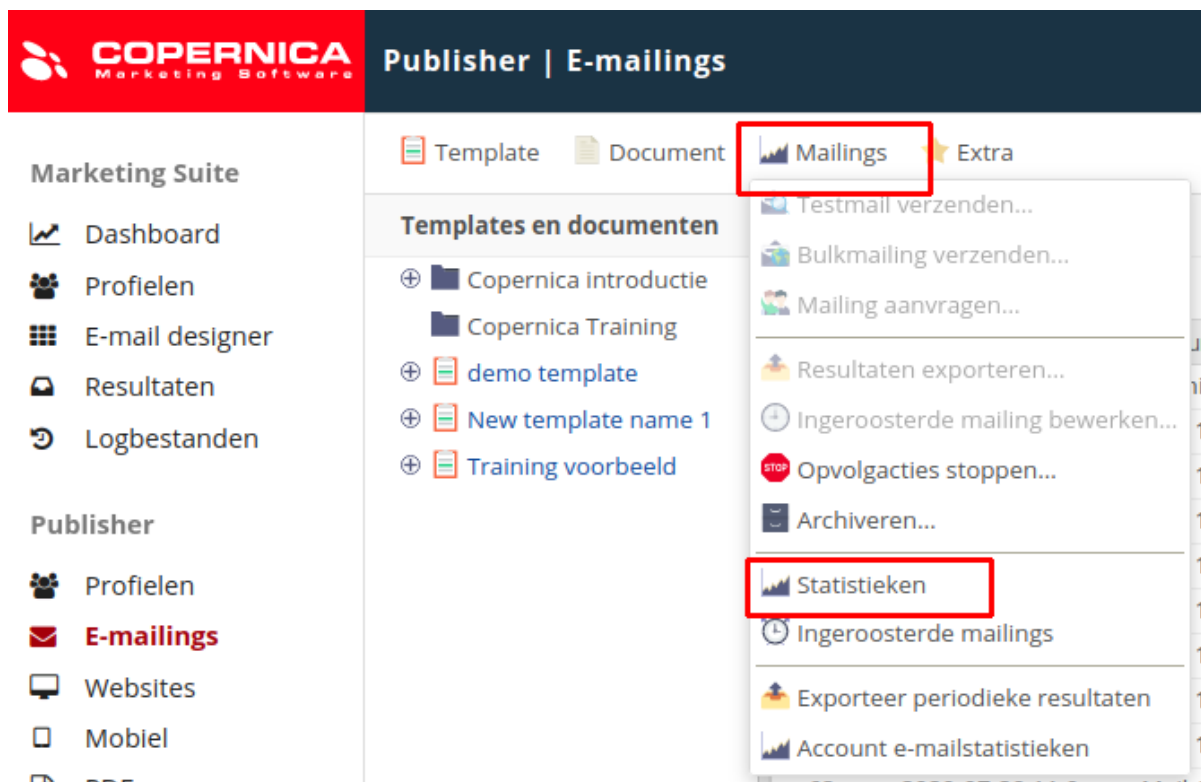 COPERNICA
Marketing Software
Publisher | E-mailings
Template Document Mailings Extra
Marketing Suite
Dashboard
Profielen
E-mail designer
Resultaten
Logbestanden
Publisher
Profielen
E-mailings
Websites
Mobiel
Templates en documenten
Copernica introductie
Copernica Training
demo template
New template name 1
Training voorbeeld
Testmail verzenden...
Bulkmailing verzenden...
Mailing aanvragen...
Resultaten exporteren...
Ingeroosterde mailing bewerken...
STOP Opvolgacties stoppen...
Archiveren...
Statistieken
Ingeroosterde mailings
Exporteer periodieke resultaten
Account e-mailstatistieken